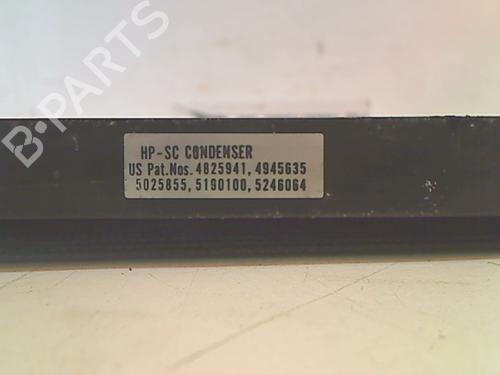 B-PARTS
HP-SC CONDENSER
US Pat.Nos. 4825941, 4945635
5025855, 5190100, 5246064